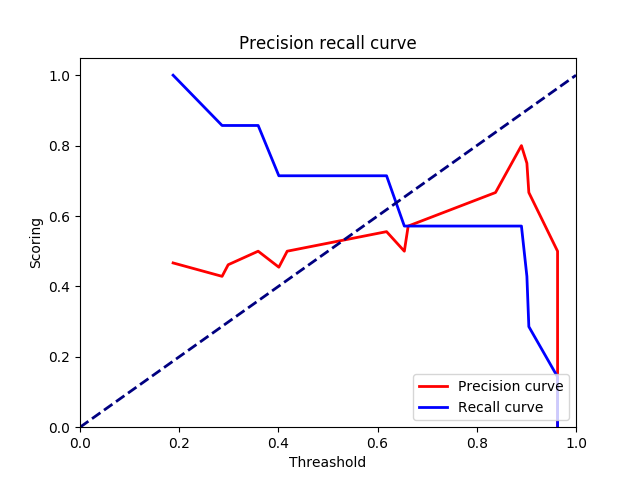 Precision recall curve
Scoring
1.0
0.8
0.6
0.4
0.2
0.0
0.0 0.2 0.4 0.6 0.8 1.0
Threashold
Precision curve
Recall curve